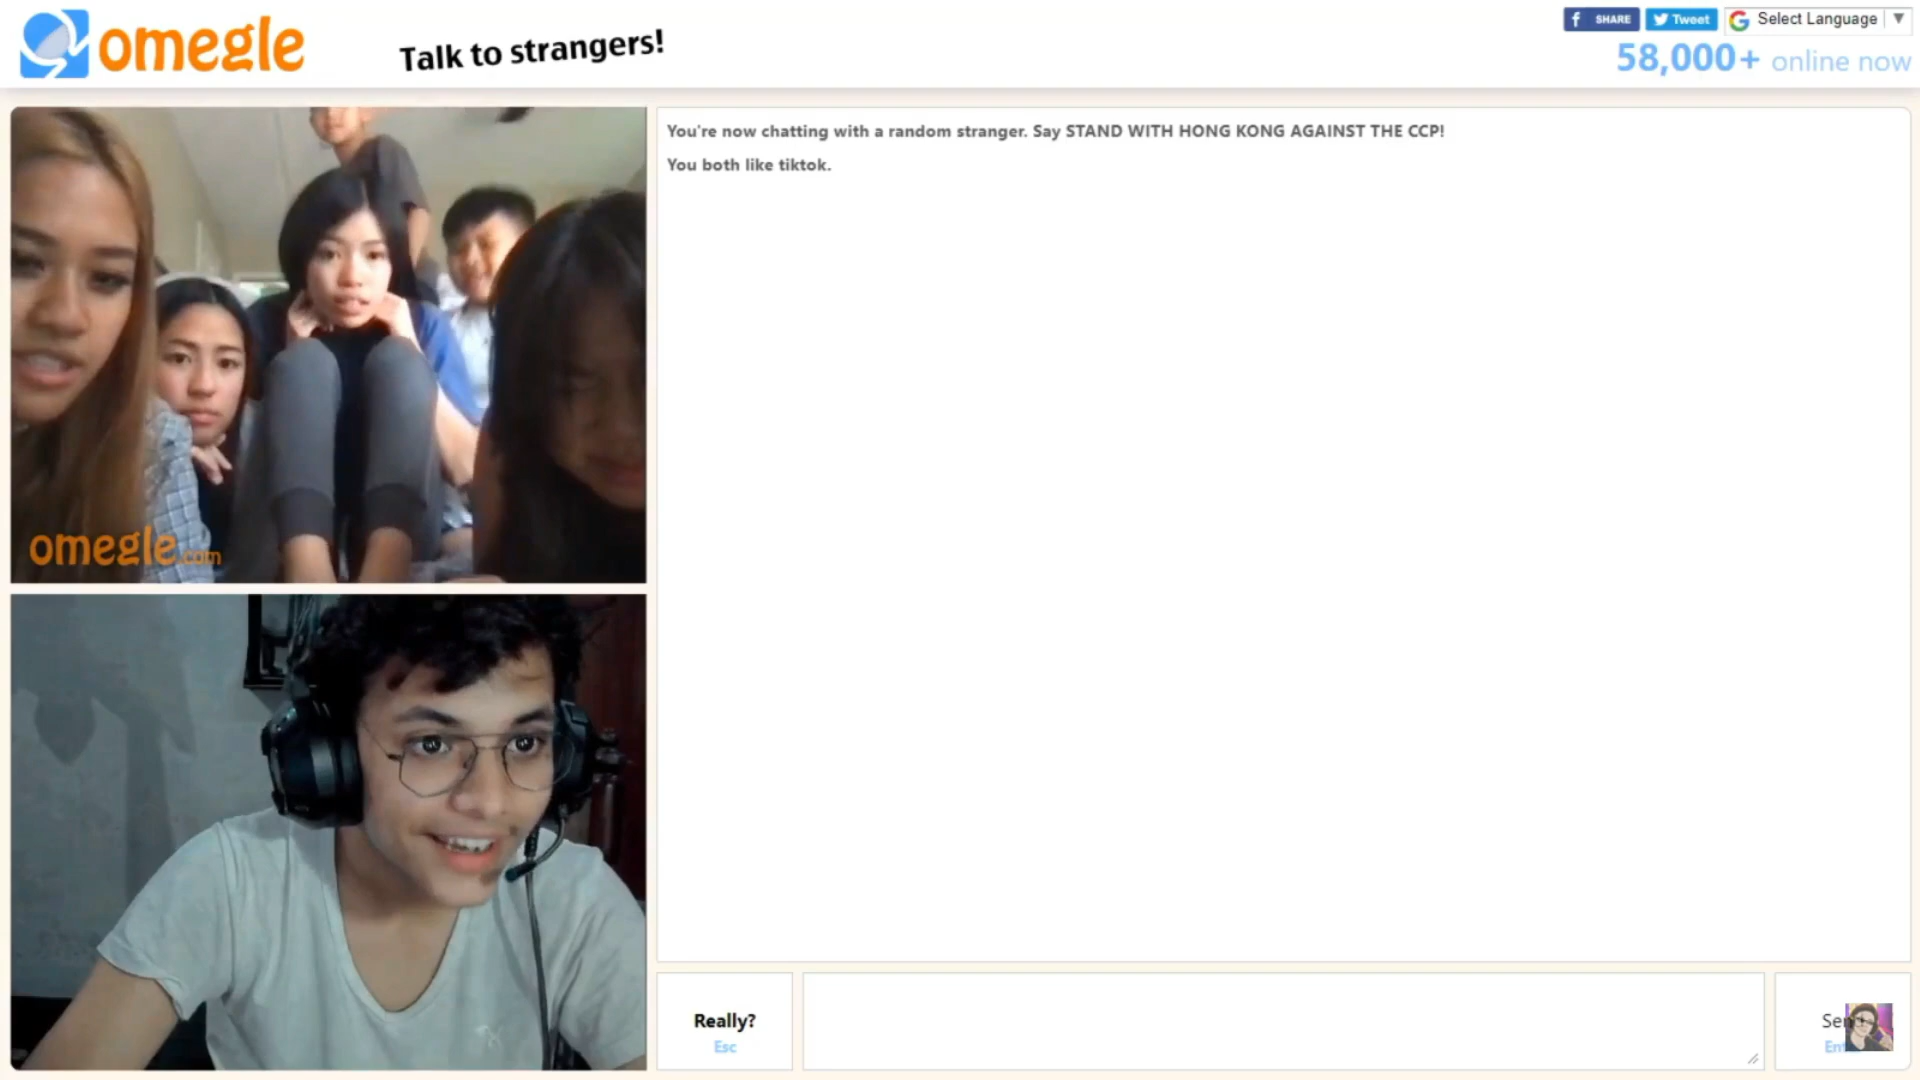 omegle
Talk to strangers!
f SHARE
Tweet
G Select Language ▼
58,000+ online now
You're now chatting with a random stranger. Say STAND WITH HONG KONG AGAINST THE CCP!
You both like tiktok.
omegle.com
Really?
Esc